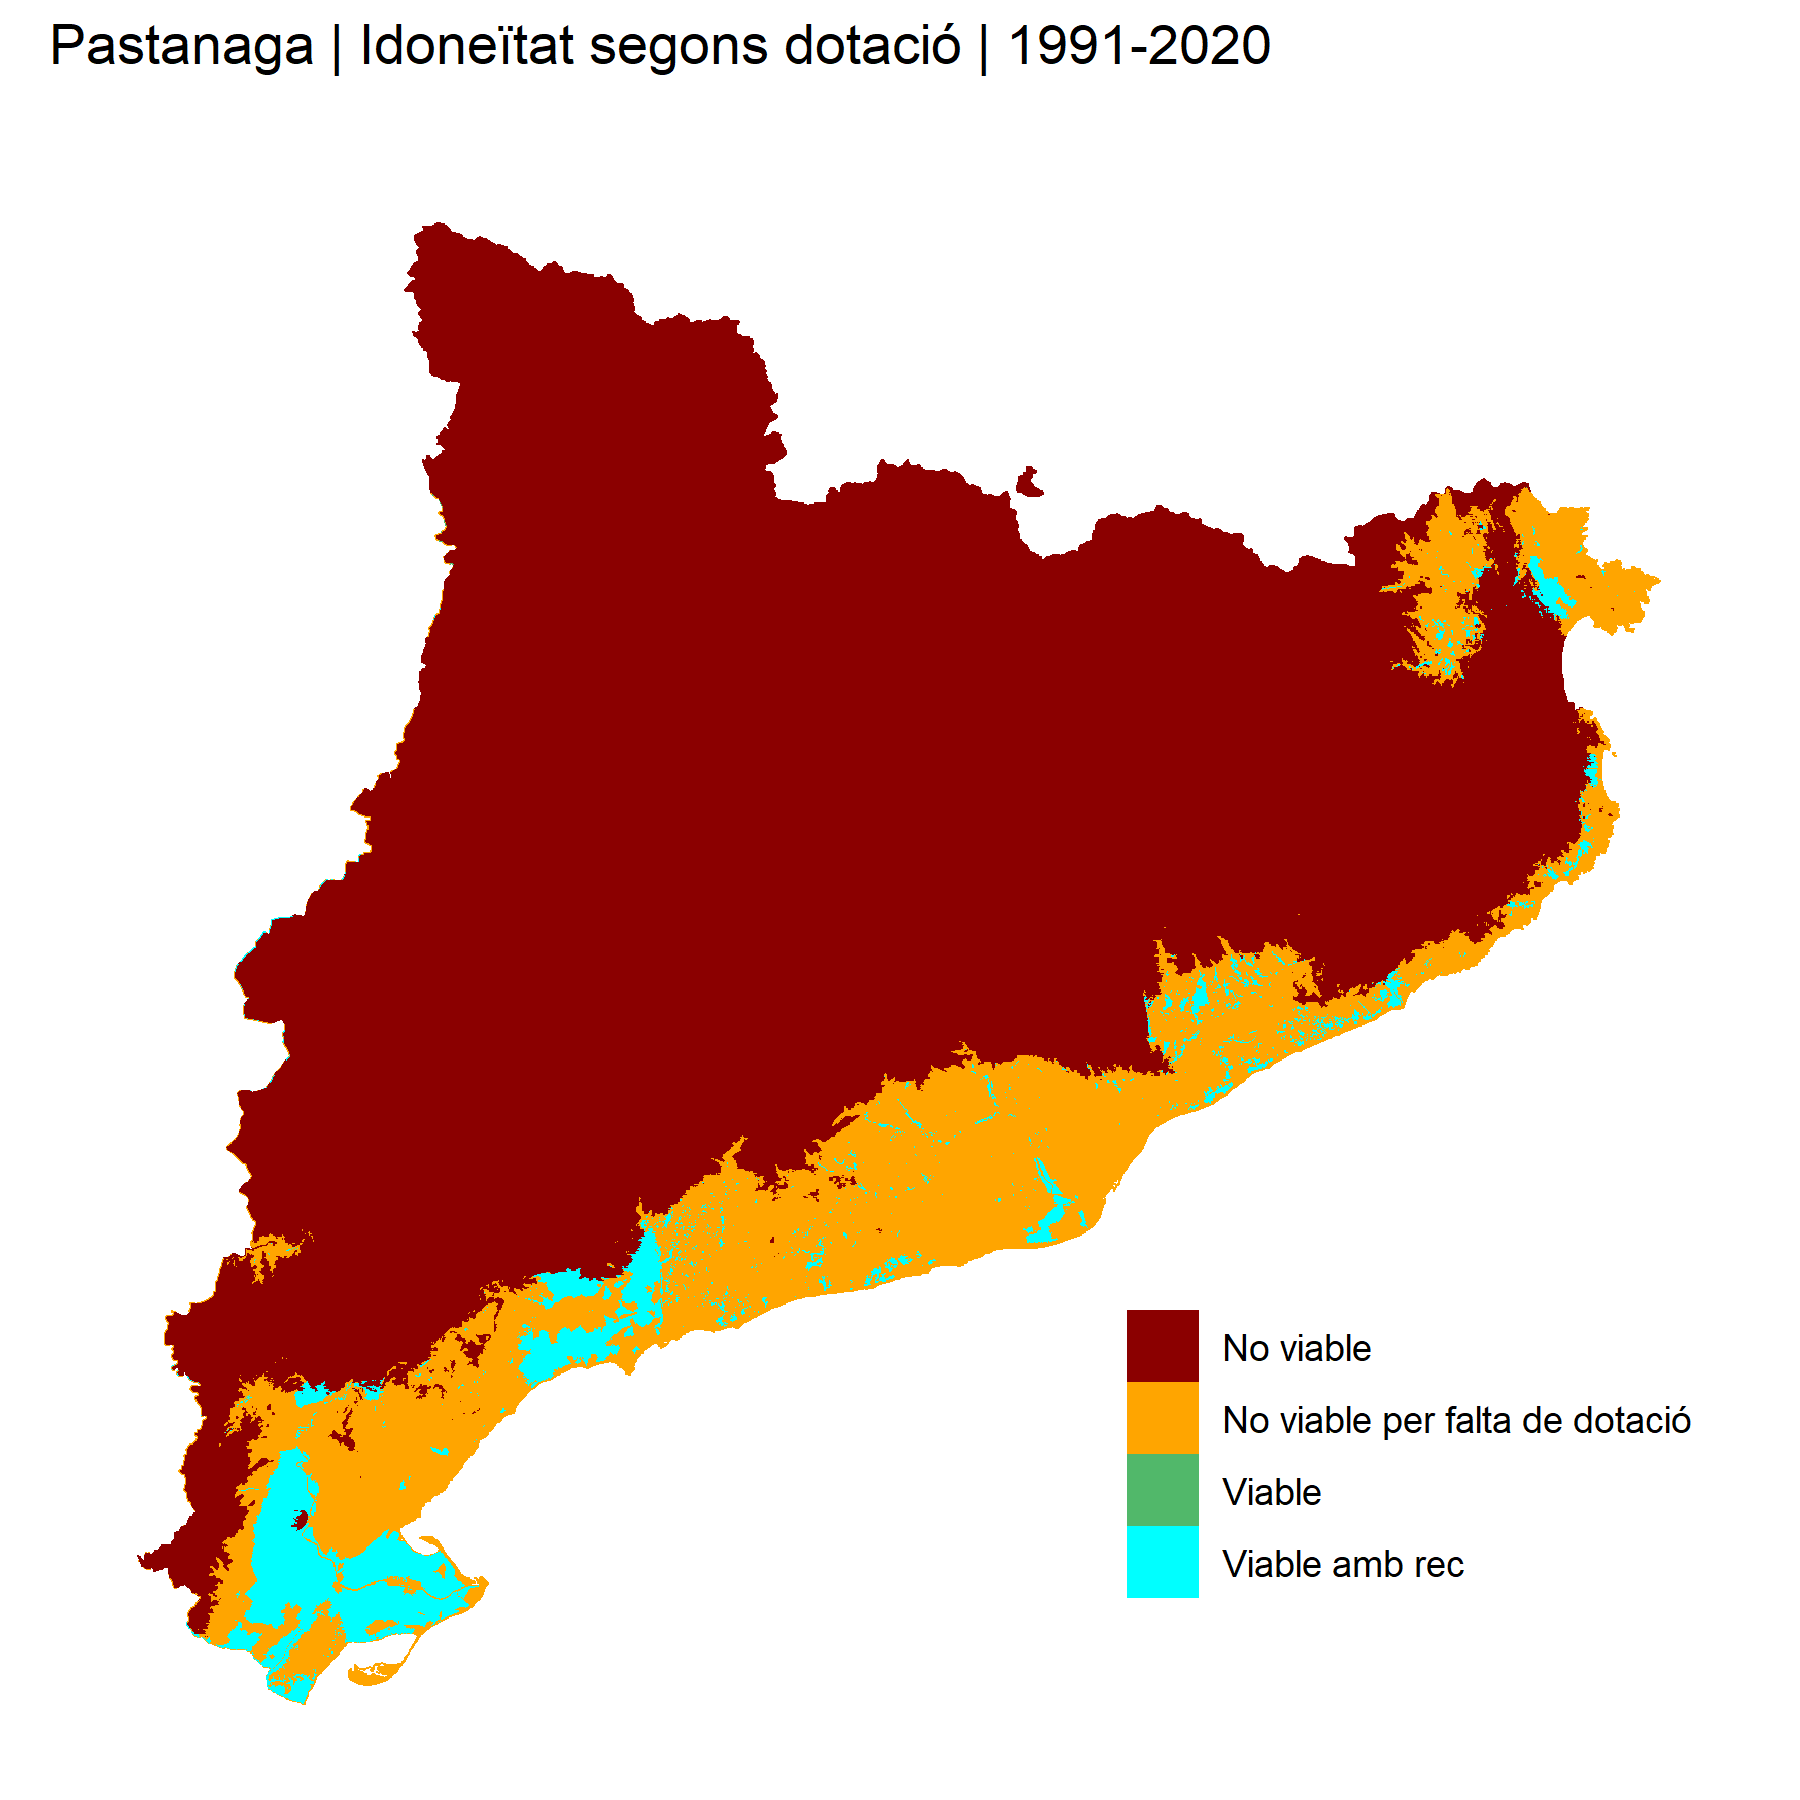 Pastanaga | Idoneïtat segons dotació | 1991-2020
No viable
No viable per falta de dotació
Viable
Viable amb rec